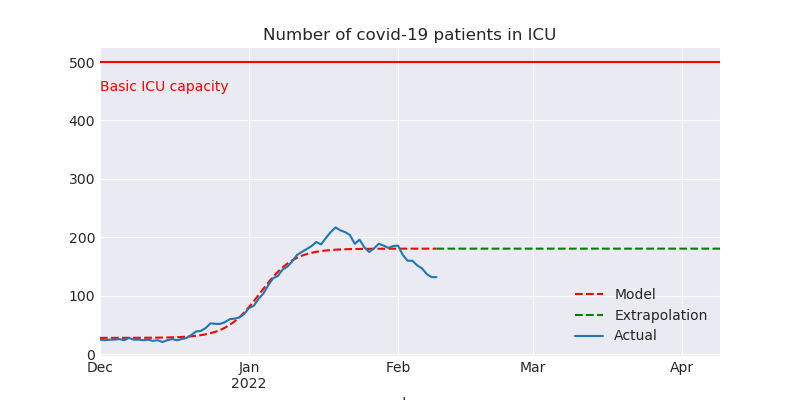 Number of covid-19 patients in ICU
500
Basic ICU capacity
400
300
200
100
0
Model
Extrapolation
Actual
Dec
Jan
2022
Feb
Mar
Apr